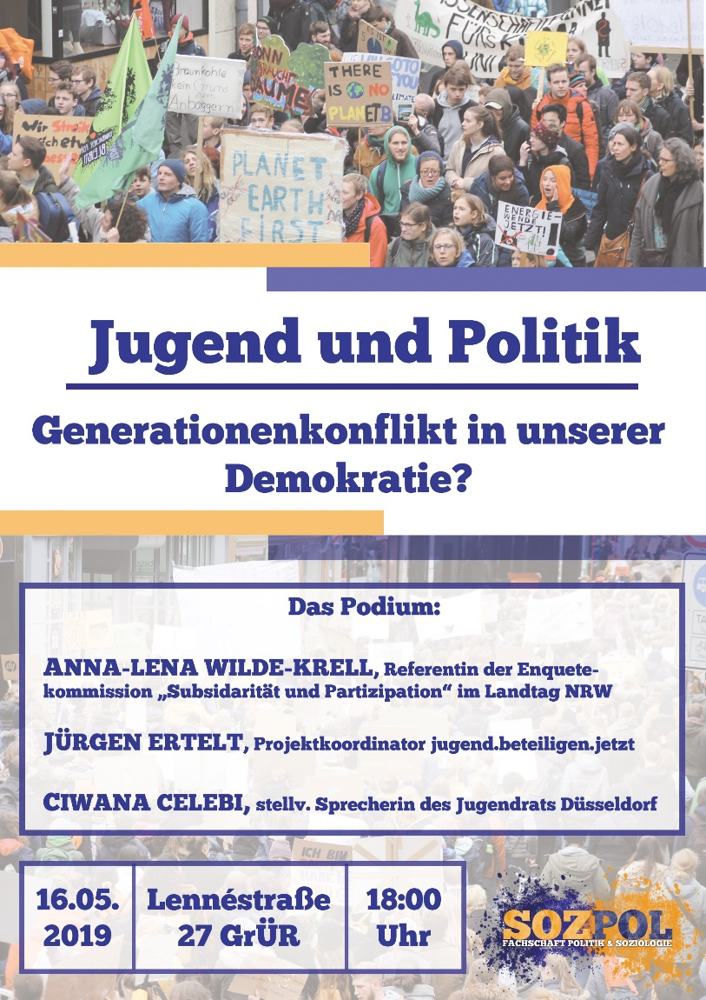 Braunkohle
kein Grund
zum
Anbaggern
THERE
IS NO
PLANET B
Wir Streik
PLANET
EARTH
FIRST
ENERGIE-
WENDE
JETZT!
Jugend und Politik
Generationenkonflikt in unserer
Demokratie?
Das Podium:
ANNA-LENA WILDE-KRELL, Referentin der Enquete-
kommission „Subsidarität und Partizipation“ im Landtag NRW
JÜRGEN ERTELT, Projektkoordinator jugend.beteiligen.jetzt
CIWANA CELEBI, stellv. Sprecherin des Jugendrats Düsseldorf
ICH BIN
16.05.
2019
Lennéstraße
27 GrÜR
18:00
Uhr
SOZPOL
FACHSCHAFT POLITIK & SOZIOLOGIE